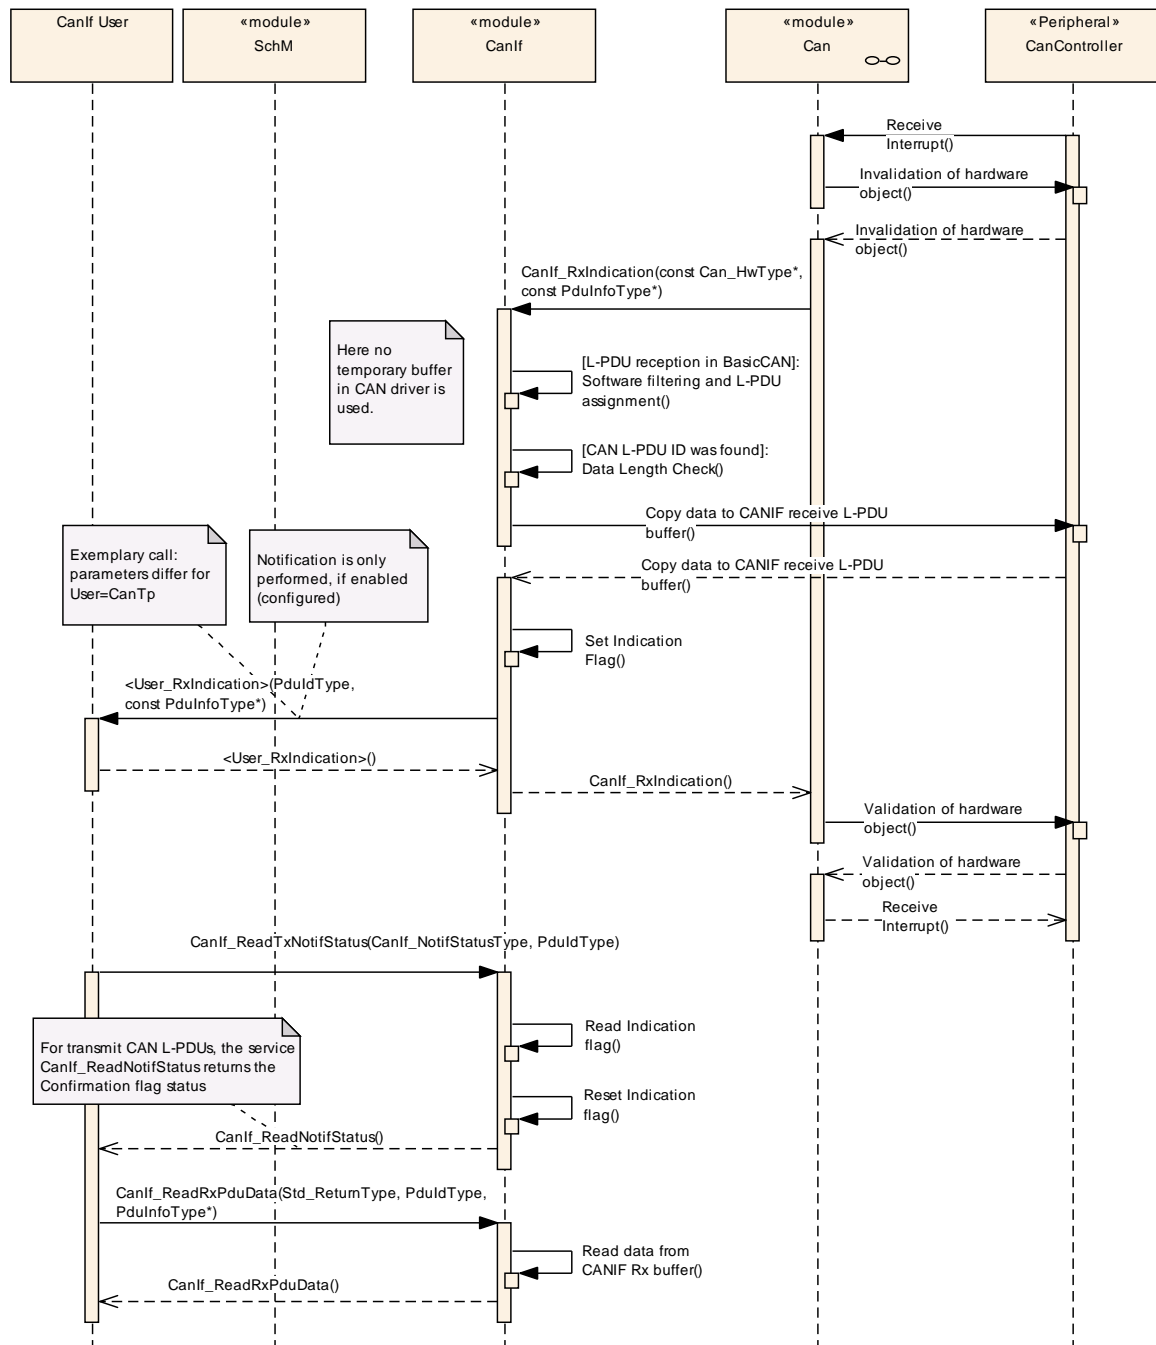 CanIf User
«module»
SchM
«module»
CanIf
«module»
Can
«Peripheral»
CanController
Receive
Interrupt()
Invalidation of hardware
object()
Invalidation of hardware
object()
CanIf_RxIndication(const Can_HwType*,
const PduInfoType*)
Here no
temporary buffer
in CAN driver is
used.
[L-PDU reception in BasicCAN]:
Software filtering and L-PDU
assignment()
[CAN L-PDU ID was found]:
Data Length Check()
Copy data to CANIF receive L-PDU
buffer()
Exemplary call:
parameters differ for
User=CanTp
Notification is only
performed, if enabled
(configured)
Copy data to CANIF receive L-PDU
buffer()
Set Indication
Flag()
<User_RxIndication>(PduIdType,
const PduInfoType*)
<User_RxIndication>()
CanIf_RxIndication()
Validation of hardware
object()
Validation of hardware
object()
Receive
Interrupt()
CanIf_ReadTxNotifStatus(CanIf_NotifStatusType, PduIdType)
Read Indication
flag()
For transmit CAN L-PDUs, the service
CanIf_ReadNotifStatus returns the
Confirmation flag status
Reset Indication
flag()
CanIf_ReadNotifStatus()
CanIf_ReadRxPduData(Std_ReturnType, PduIdType,
PduInfoType*)
Read data from
CANIF Rx buffer()
CanIf_ReadRxPduData()